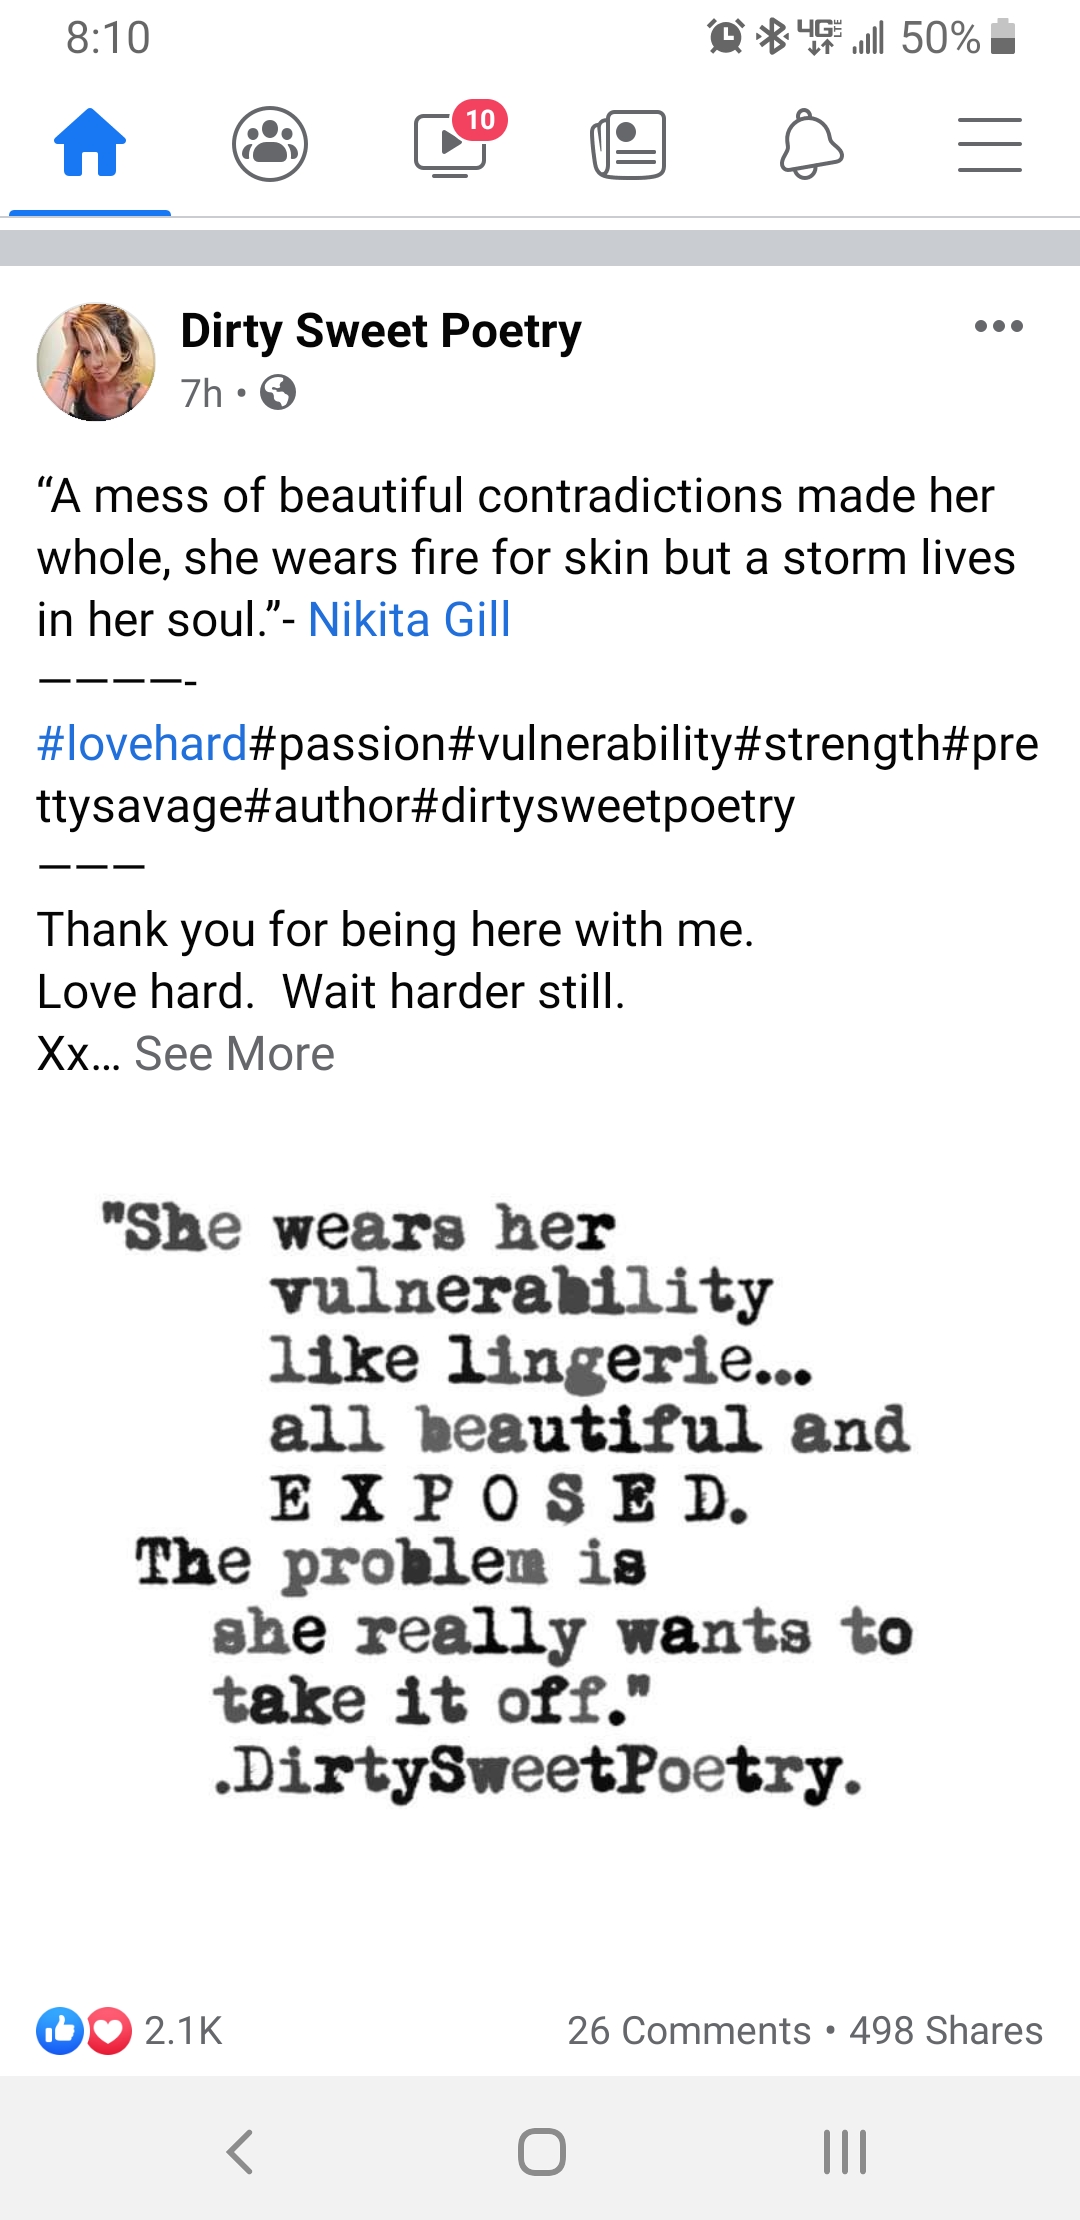 8:10
4G LTE 50%
10
Dirty Sweet Poetry
7h •
“A mess of beautiful contradictions made her
whole, she wears fire for skin but a storm lives
in her soul.”- Nikita Gill
————-
#lovehard#passion#vulnerability#strength#pre
ttysavage#author#dirtysweetpoetry
———
Thank you for being here with me.
Love hard.  Wait harder still.
Xx... See More
"She wears her
vulnerability
like lingerie...
all beautiful and
E X P O S E D.
The problem is
she really wants to
take it off."
.DirtySweetPoetry.
2.1K
26 Comments • 498 Shares